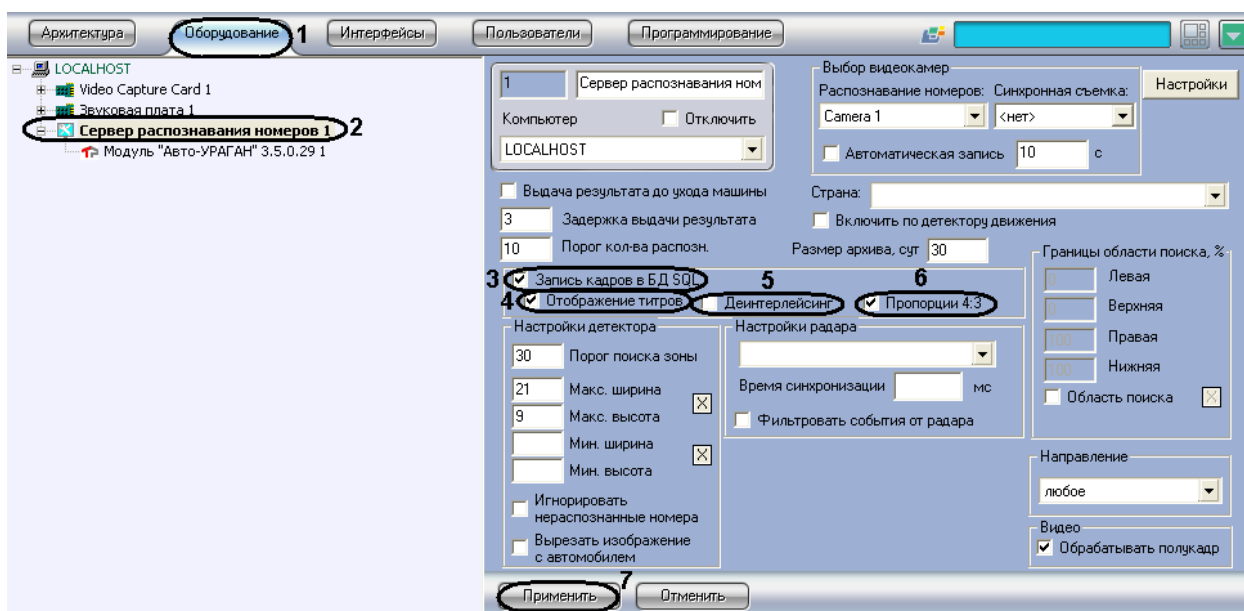 Архитектура Оборудование 1 Интерфейсы Пользователи Программирование
LOCALHOST
Video Capture Card 1
Звуковая плата 1
Сервер распознавания номеров 1 2
Модуль "Авто-УРАГАН" 3.5.0.29 1
1 Сервер распознавания ном
Компьютер Отключить
LOCALHOST
Выбор видеокамер
Распознавание номеров: Синхронная съемка:
Camera 1 <нет>
Автоматическая запись 10 с
Настройки
Выдача результата до ухода машины
3 Задержка выдачи результата
10 Порог кол-ва распозн.
Страна:
Включить по детектору движения
Размер архива, сут 30
3 Запись кадров в БД SQL 5 6
4 Отображение титров Деинтерлейсинг Пропорции 4:3
Границы области поиска, %
0 Левая
0 Верхняя
100 Правая
100 Нижняя
Область поиска X
Настройки детектора
30 Порог поиска зоны
21 Макс. ширина
X
9 Макс. высота
Мин. ширина
X
Мин. высота
Игнорировать
нераспознанные номера
Вырезать изображение
с автомобилем
Настройки радара
Время синхронизации мс
Фильтровать события от радара
Направление
любое
Видео
Обрабатывать полукадр
Применить 7 Отменить